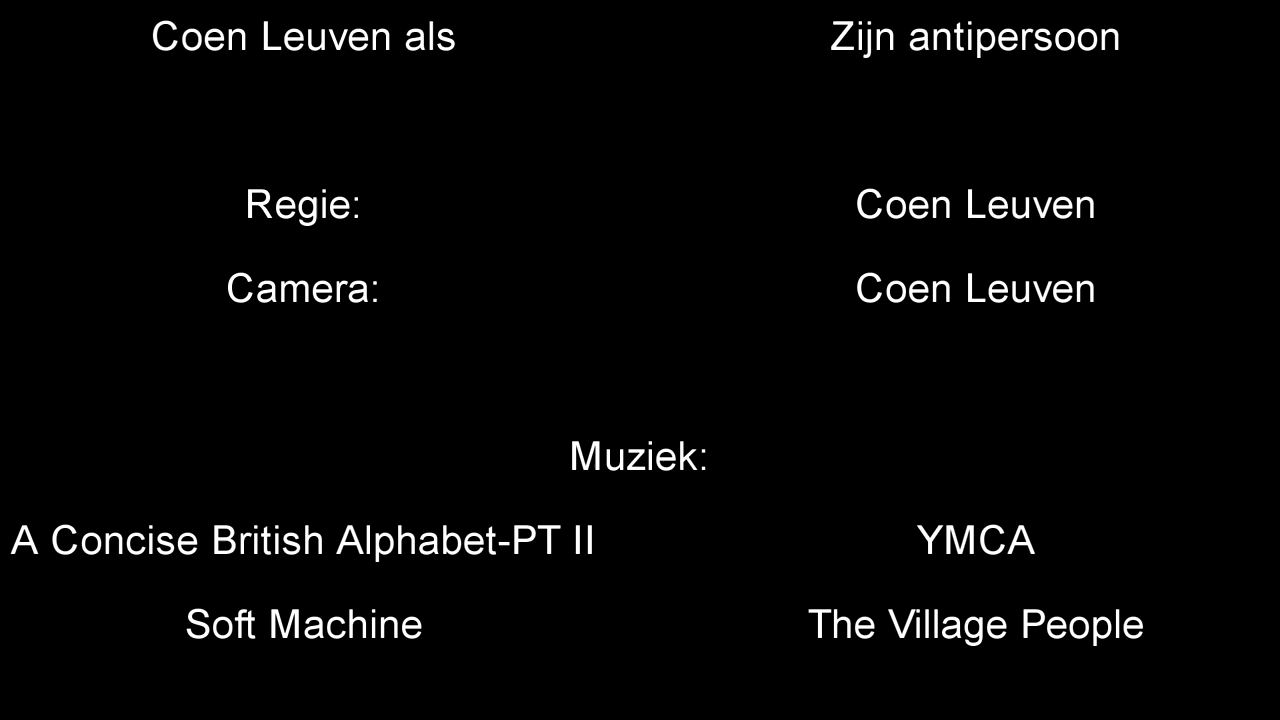 Coen Leuven als Zijn antipersoon
Regie: Coen Leuven
Camera: Coen Leuven
Muziek:
A Concise British Alphabet-PT II YMCA
Soft Machine The Village People